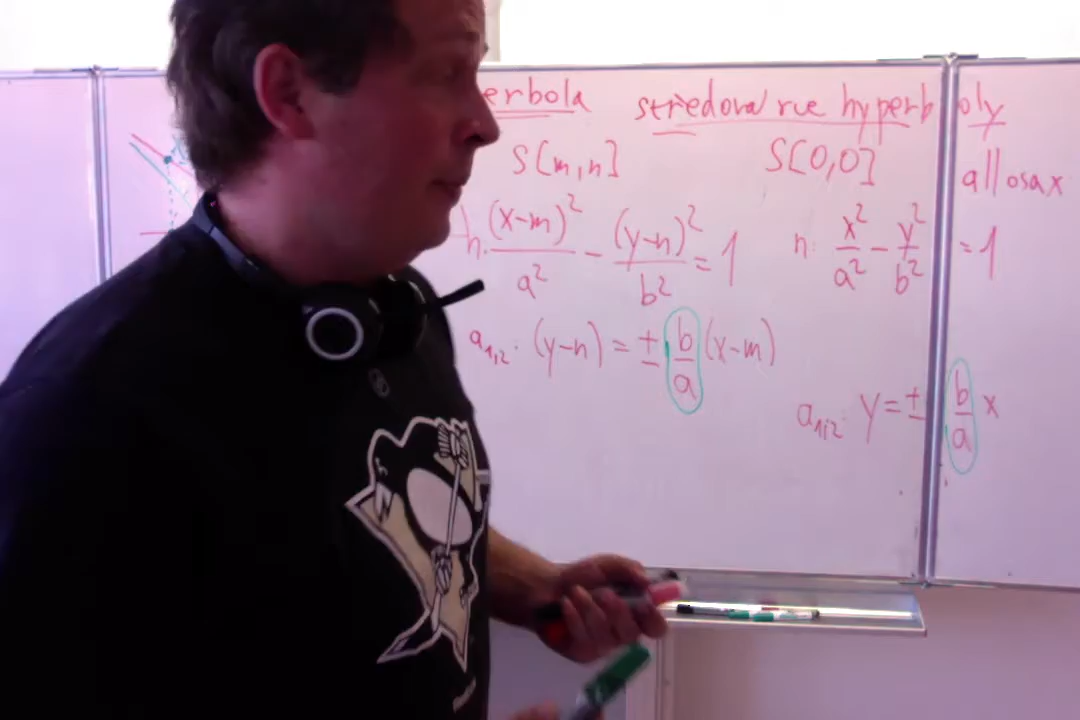 erbola středová rce hyperboly
S[m,n] S[0,0] a || osa x
h: (x-m)²/a² - (y-n)²/b² = 1 h: x²/a² - y²/b² = 1
a₁,₂: (y-n) = ± b/a (x-m)
a₁,₂: y = ± b/a x